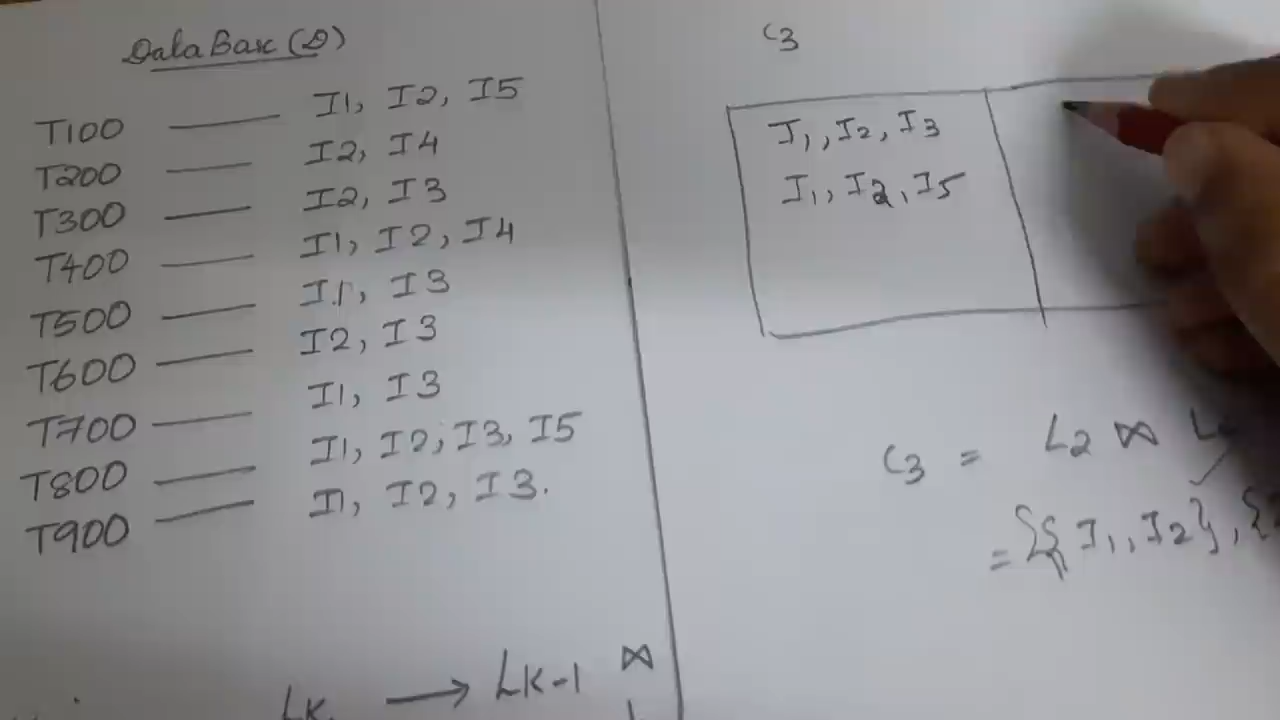 DataBase (D)
T100 —— I1, I2, I5
T200 —— I2, I4
T300 —— I2, I3
T400 —— I1, I2, I4
T500 —— I1, I3
T600 —— I2, I3
T700 —— I1, I3
T800 —— I1, I2, I3, I5
T900 —— I1, I2, I3.
LK → LK-1 ⋈
C3
I1, I2, I3
I1, I2, I5
C3 = L2 ⋈
= {{I1, I2}, {